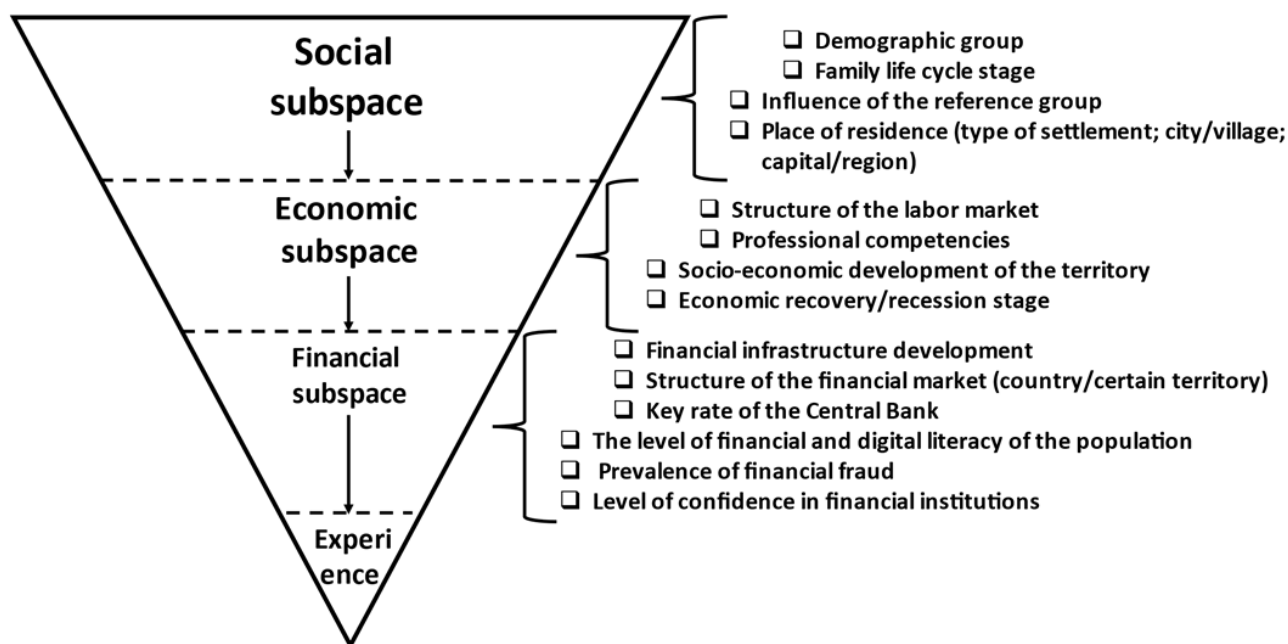 Social
subspace
❑ Demographic group
❑ Family life cycle stage
❑ Influence of the reference group
❑ Place of residence (type of settlement; city/village;
capital/region)
Economic
subspace
❑ Structure of the labor market
❑ Professional competencies
❑ Socio-economic development of the territory
❑ Economic recovery/recession stage
Financial
subspace
❑ Financial infrastructure development
❑ Structure of the financial market (country/certain territory)
❑ Key rate of the Central Bank
❑ The level of financial and digital literacy of the population
❑ Prevalence of financial fraud
❑ Level of confidence in financial institutions
Experi
ence